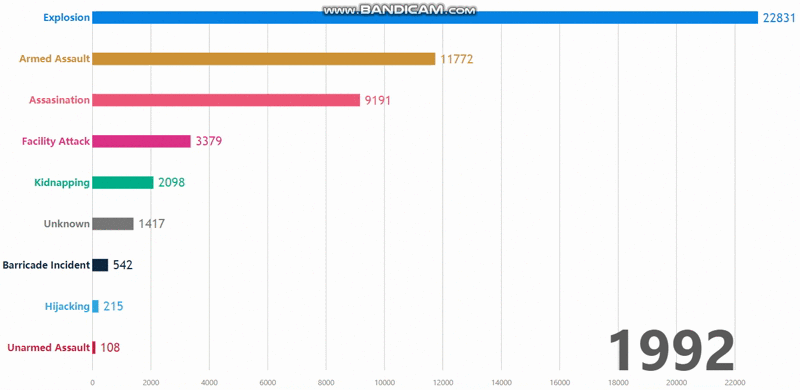 www.BANDICAM.com
Explosion 22831
Armed Assault 11772
Assasination 9191
Facility Attack 3379
Kidnapping 2098
Unknown 1417
Barricade Incident 542
Hijacking 215
Unarmed Assault 108
1992
0 2000 4000 6000 8000 10000 12000 14000 16000 18000 20000 22000